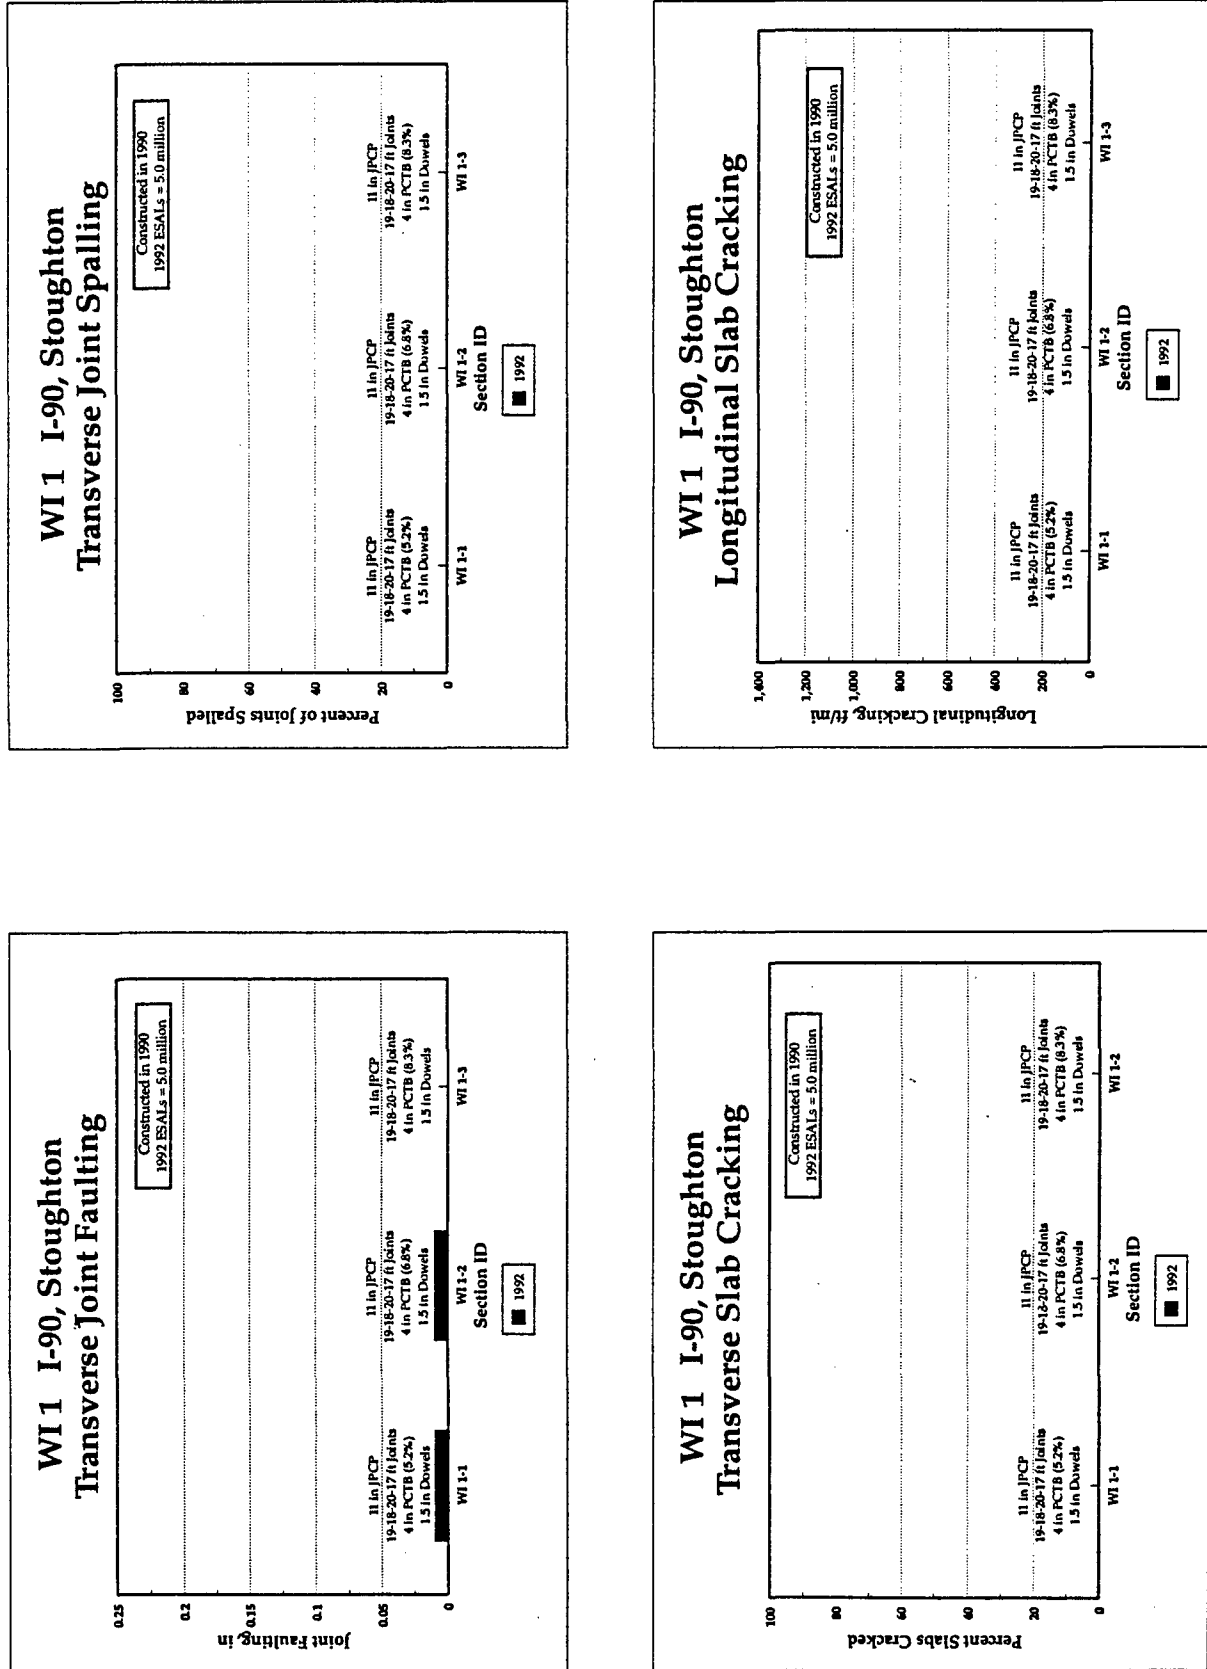 WI 1 I-90, Stoughton
Transverse Joint Faulting
Constructed in 1990
1992 ESALs = 5.0 million
Joint Faulting, in
0.25
0.2
0.15
0.1
0.05
0
11 in JPCP
19-18-20-17 ft Joints
4 in PCTB (5.2%)
1.5 in Dowels
11 in JPCP
19-18-20-17 ft Joints
4 in PCTB (6.8%)
1.5 in Dowels
11 in JPCP
19-18-20-17 ft Joints
4 in PCTB (8.3%)
1.5 in Dowels
WI 1-1
WI 1-2
WI 1-3
Section ID
1992
WI 1 I-90, Stoughton
Transverse Joint Spalling
Constructed in 1990
1992 ESALs = 5.0 million
Percent of Joints Spalled
100
80
60
40
20
0
11 in JPCP
19-18-20-17 ft Joints
4 in PCTB (5.2%)
1.5 in Dowels
11 in JPCP
19-18-20-17 ft Joints
4 in PCTB (6.8%)
1.5 in Dowels
11 in JPCP
19-18-20-17 ft Joints
4 in PCTB (8.3%)
1.5 in Dowels
WI 1-1
WI 1-2
WI 1-3
Section ID
1992
WI 1 I-90, Stoughton
Transverse Slab Cracking
Constructed in 1990
1992 ESALs = 5.0 million
Percent Slabs Cracked
100
80
60
40
20
0
11 in JPCP
19-18-20-17 ft Joints
4 in PCTB (5.2%)
1.5 in Dowels
11 in JPCP
19-18-20-17 ft Joints
4 in PCTB (6.8%)
1.5 in Dowels
11 in JPCP
19-18-20-17 ft Joints
4 in PCTB (8.3%)
1.5 in Dowels
WI 1-1
WI 1-2
WI 1-2
Section ID
1992
WI 1 I-90, Stoughton
Longitudinal Slab Cracking
Constructed in 1990
1992 ESALs = 5.0 million
Longitudinal Cracking, ft/mi
1,400
1,200
1,000
800
600
400
200
0
11 in JPCP
19-18-20-17 ft Joints
4 in PCTB (5.2%)
1.5 in Dowels
11 in JPCP
19-18-20-17 ft Joints
4 in PCTB (6.8%)
1.5 in Dowels
11 in JPCP
19-18-20-17 ft Joints
4 in PCTB (8.3%)
1.5 in Dowels
WI 1-1
WI 1-2
WI 1-3
Section ID
1992